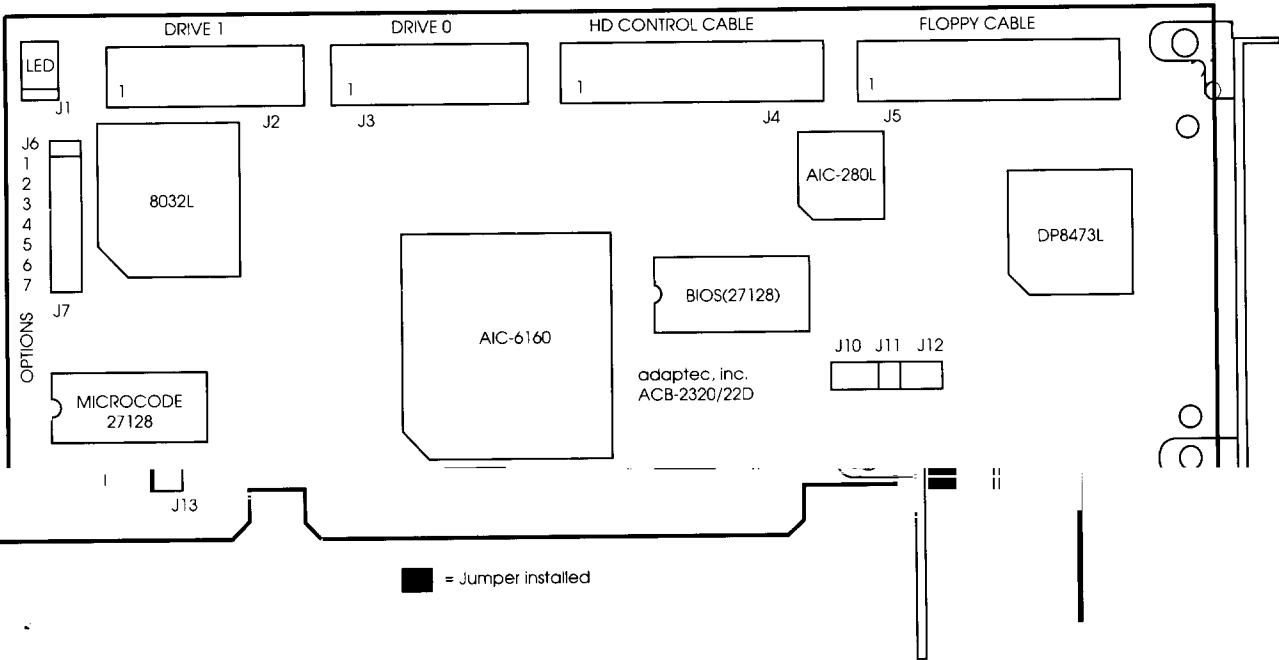 DRIVE 1
DRIVE 0
HD CONTROL CABLE
FLOPPY CABLE
LED
1
1
1
1
J1
J2
J3
J4
J5
J6
1
2
3
4
5
6
7
J7
OPTIONS
8032L
AIC-280L
DP8473L
AIC-6160
BIOS(27128)
J10 J11 J12
adaptec, inc.
ACB-2320/22D
MICROCODE
27128
J13
= Jumper installed